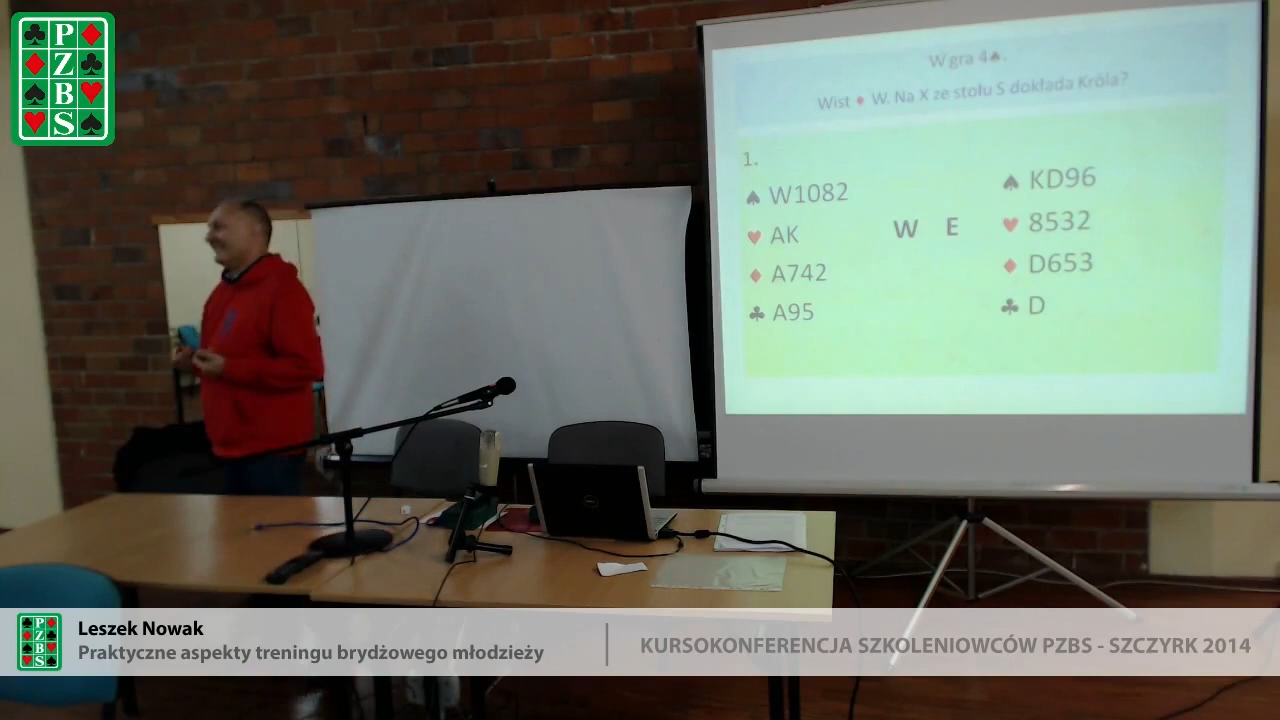 P
Z
B
S
W gra 4♠.
Wist ♦ W. Na X ze stołu S dokłada Króla?
1.
♠ W1082
♥ AK
♦ A742
♣ A95
W E
♠ KD96
♥ 8532
♦ D653
♣ D
P
Z
B
S
Leszek Nowak
Praktyczne aspekty treningu brydżowego młodzieży
KURSOKONFERENCJA SZKOLENIOWCÓW PZBS - SZCZYRK 2014